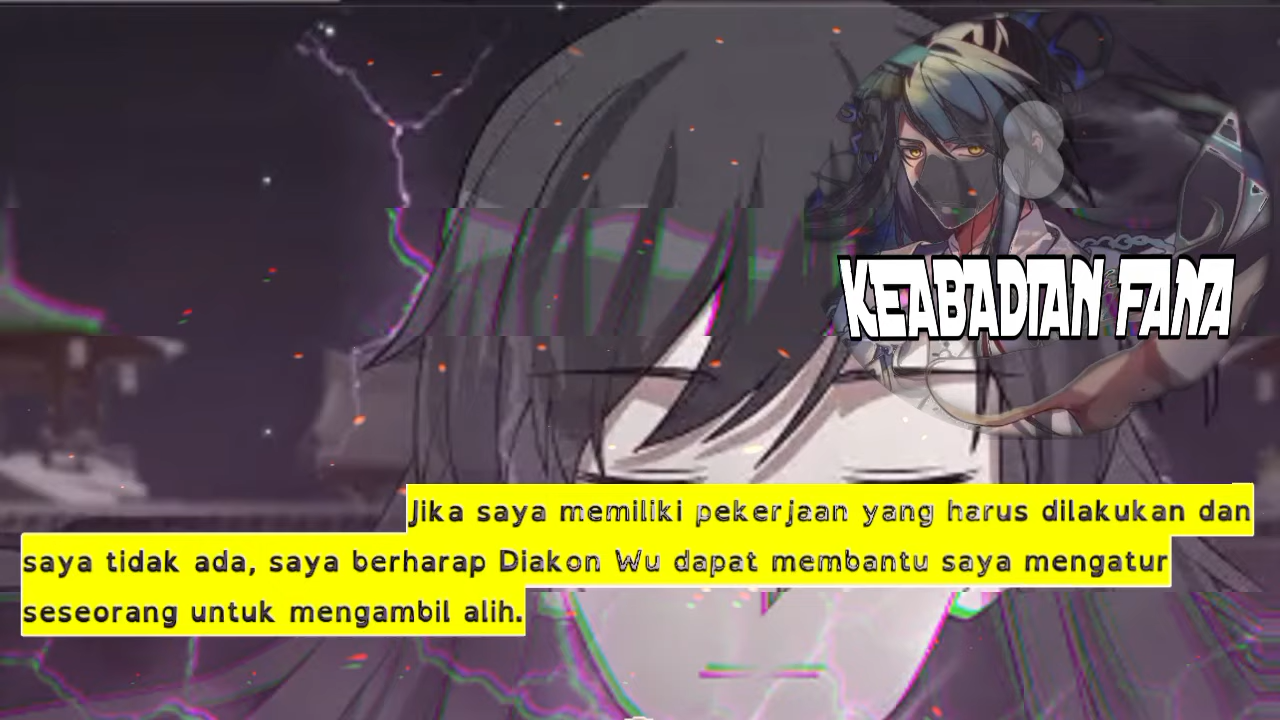 KEABADIAN FANA
Jika saya memiliki pekerjaan yang harus dilakukan dan
saya tidak ada, saya berharap Diakon Wu dapat membantu saya mengatur
seseorang untuk mengambil alih.